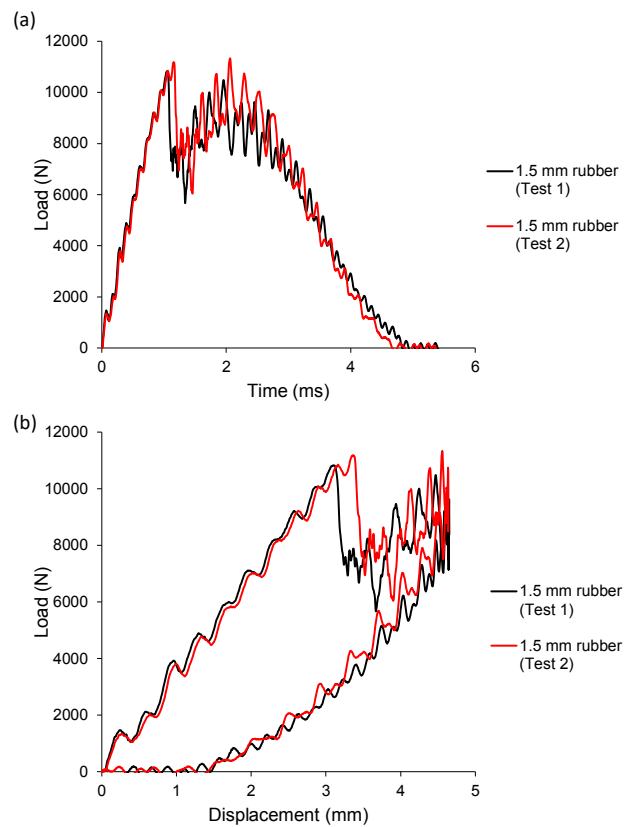 (a)
12000
10000
8000
6000
4000
2000
0
Load (N)
0
2
4
6
Time (ms)
1.5 mm rubber
(Test 1)
1.5 mm rubber
(Test 2)
(b)
12000
10000
8000
6000
4000
2000
0
Load (N)
0
1
2
3
4
5
Displacement (mm)
1.5 mm rubber
(Test 1)
1.5 mm rubber
(Test 2)